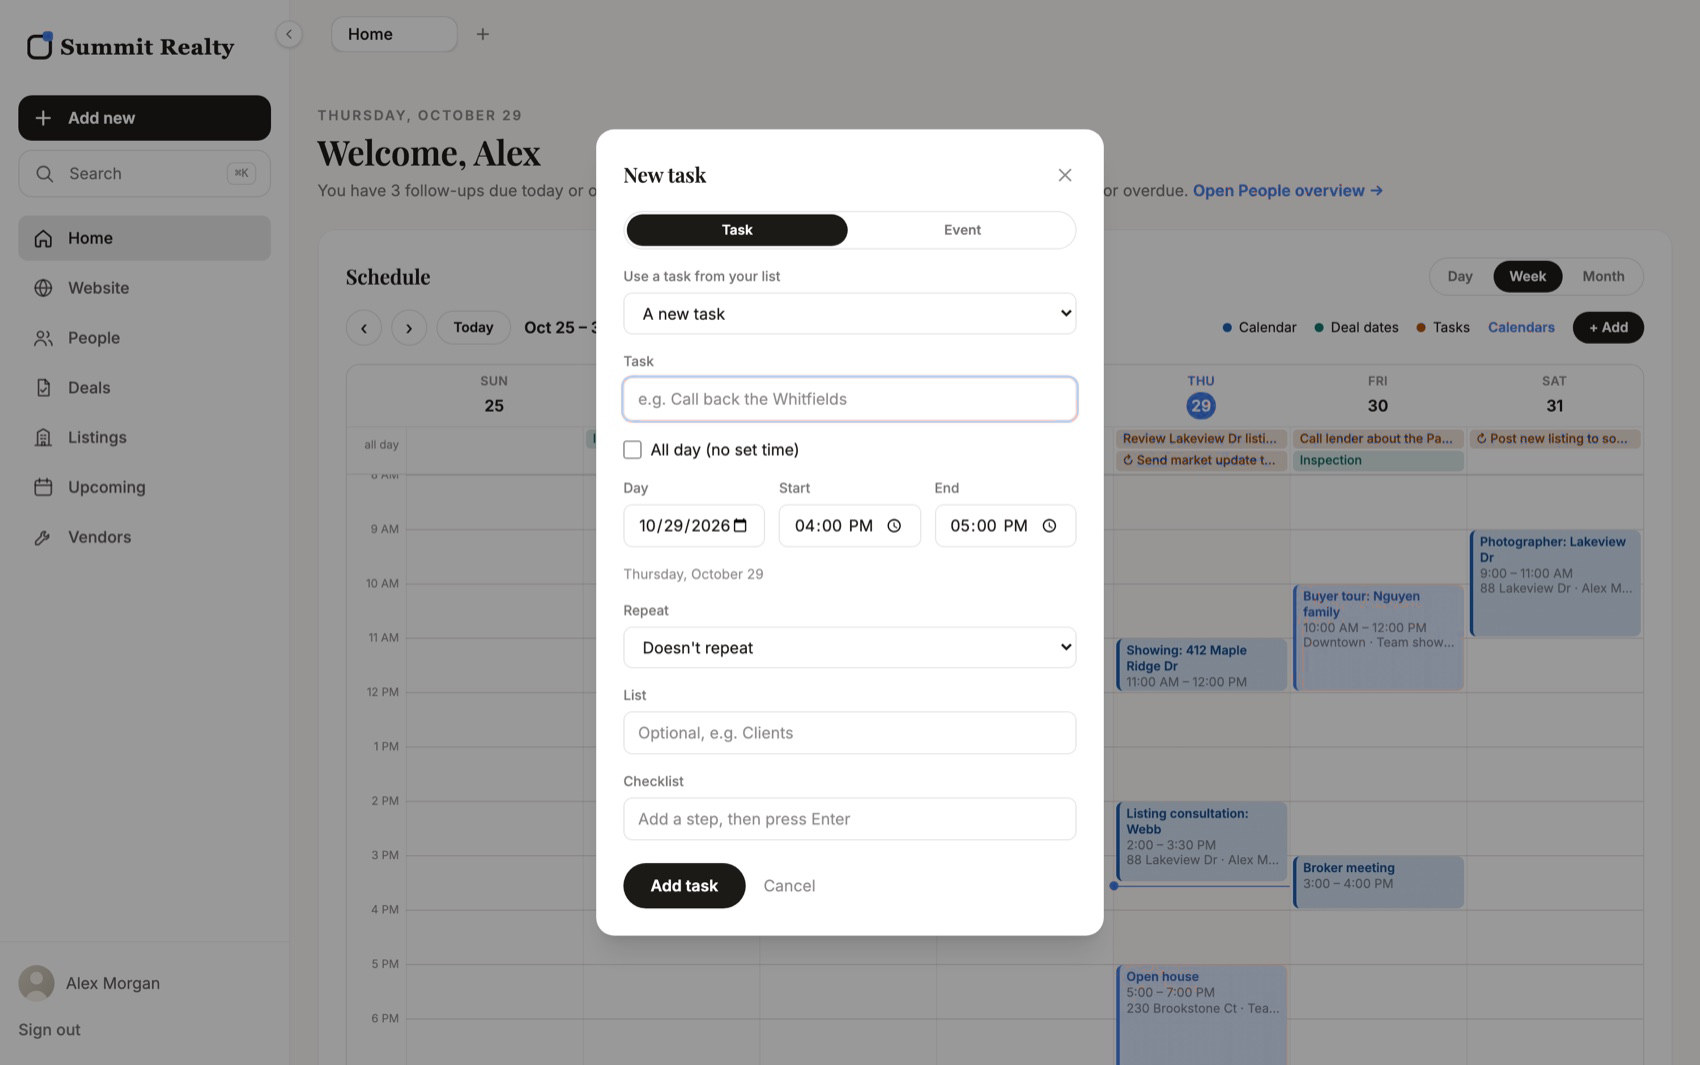 Summit Realty
Home
Add new
Search
⌘K
Home
Website
People
Deals
Listings
Upcoming
Vendors
Alex Morgan
Sign out
THURSDAY, OCTOBER 29
Welcome, Alex
You have 3 follow-ups due today or
or overdue. Open People overview →
Schedule
Day
Week
Month
Today
Oct 25 –
Calendar
Deal dates
Tasks
Calendars
+ Add
SUN
25
THU
29
FRI
30
SAT
31
all day
Review Lakeview Dr listi...
Call lender about the Pa...
Post new listing to so...
Send market update t...
Inspection
8 AM
9 AM
10 AM
11 AM
12 PM
1 PM
2 PM
3 PM
4 PM
5 PM
6 PM
Showing: 412 Maple
Ridge Dr
11:00 AM – 12:00 PM
Listing consultation:
Webb
2:00 – 3:30 PM
88 Lakeview Dr · Alex M...
Open house
5:00 – 7:00 PM
230 Brookstone Ct · Tea...
Buyer tour: Nguyen
family
10:00 AM – 12:00 PM
Downtown · Team show...
Broker meeting
3:00 – 4:00 PM
Photographer: Lakeview
Dr
9:00 – 11:00 AM
88 Lakeview Dr · Alex M...
New task
Task
Event
Use a task from your list
A new task
Task
e.g. Call back the Whitfields
All day (no set time)
Day
Start
End
10/29/2026
04:00 PM
05:00 PM
Thursday, October 29
Repeat
Doesn't repeat
List
Optional, e.g. Clients
Checklist
Add a step, then press Enter
Add task
Cancel